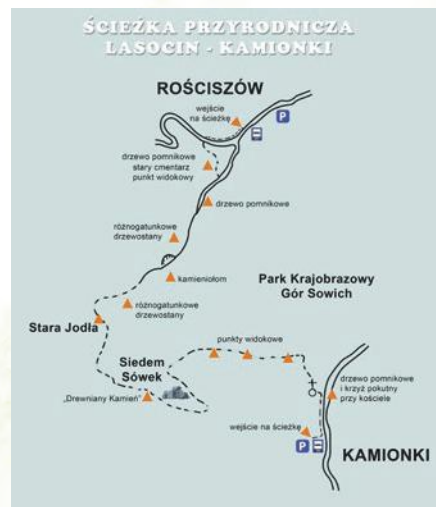 ŚCIEŻKA PRZYRODNICZA
LASOCIN - KAMIONKI
ROŚCISZÓW
wejście
na ścieżkę
P
drzewo pomnikowe
stary cmentarz
punkt widokowy
drzewo pomnikowe
różnogatunkowe
drzewostany
kamieniołom
Park Krajobrazowy
Gór Sowich
różnogatunkowe
drzewostany
Stara Jodła
punkty widokowe
Siedem
Sówek
„Drewniany Kamień”
drzewo pomnikowe
i krzyż pokutny
przy kościele
wejście na ścieżkę
P
KAMIONKI